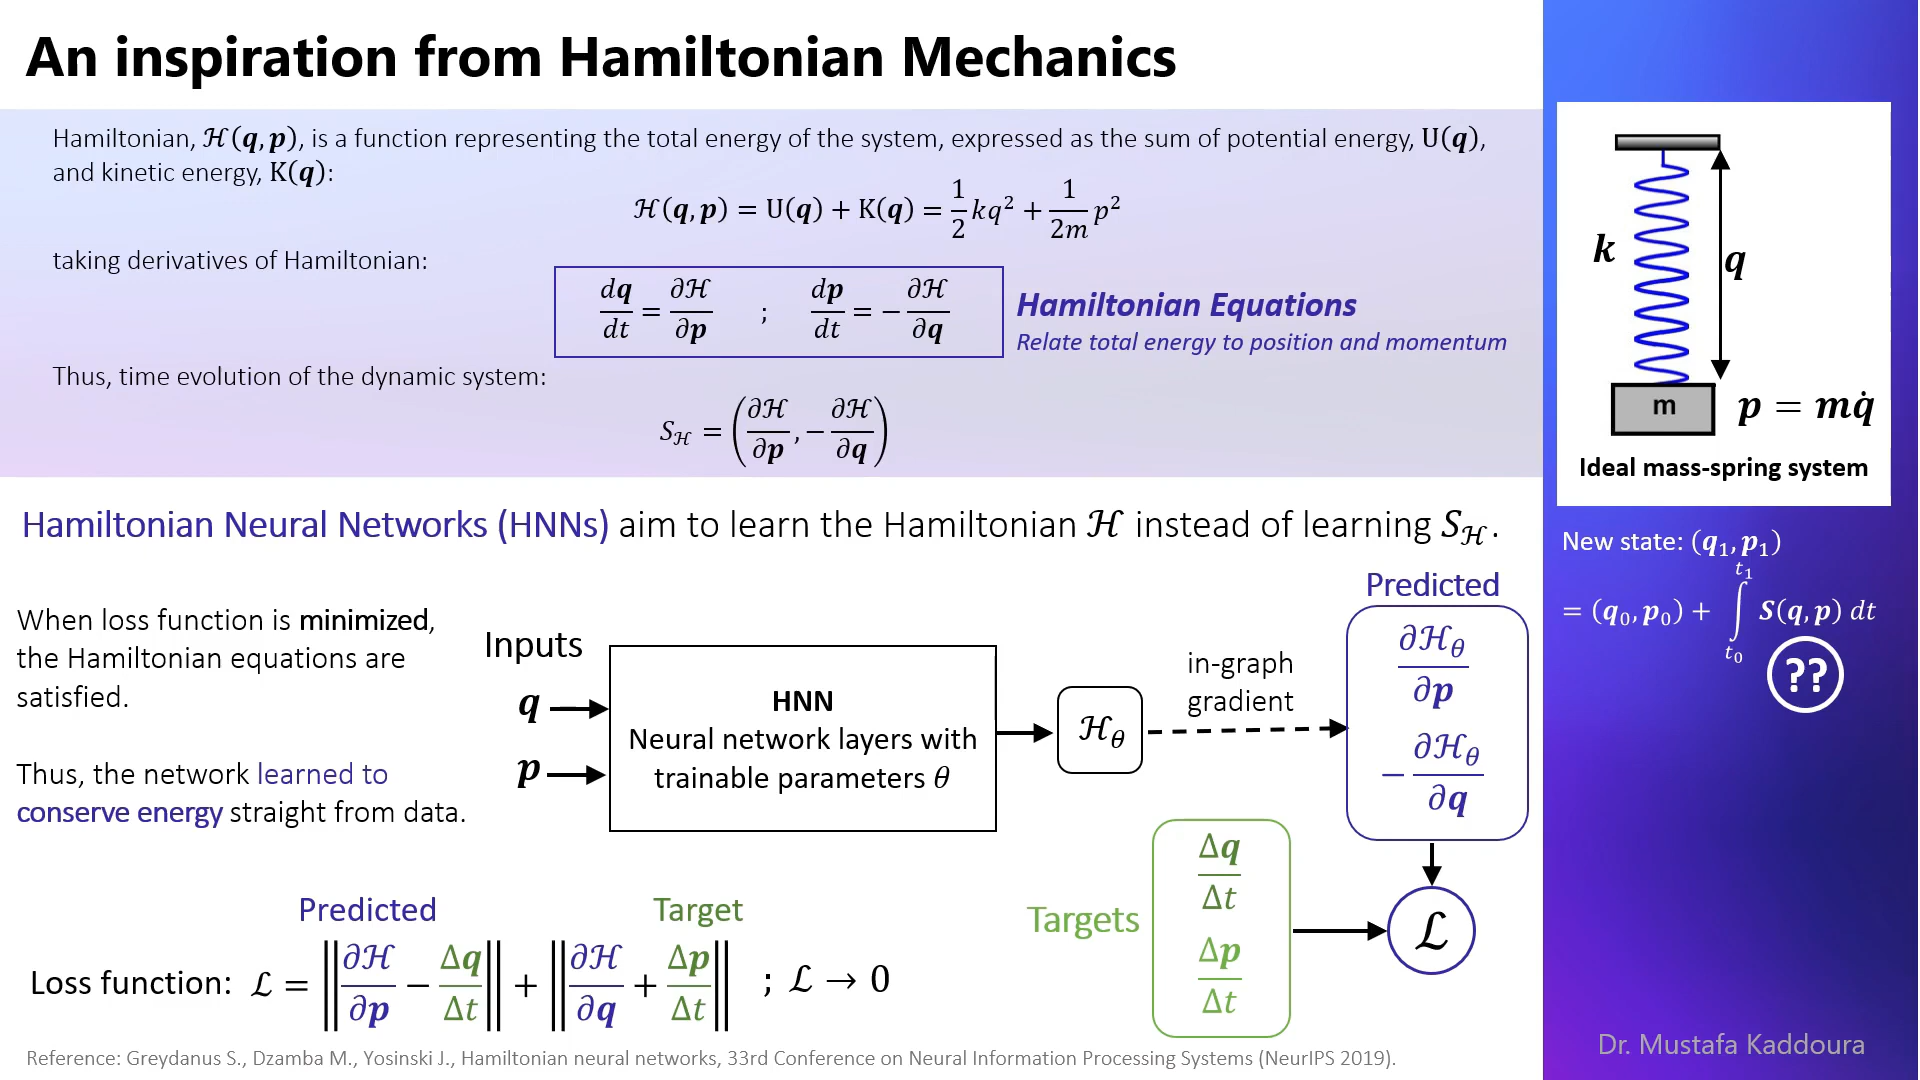 An inspiration from Hamiltonian Mechanics
Hamiltonian, ℋ(q, p), is a function representing the total energy of the system, expressed as the sum of potential energy, U(q),
and kinetic energy, K(q):
ℋ(q, p) = U(q) + K(q) = 1/2 kq² + 1/2m p²
taking derivatives of Hamiltonian:
dq/dt = ∂ℋ/∂p ; dp/dt = − ∂ℋ/∂q
Hamiltonian Equations
Relate total energy to position and momentum
Thus, time evolution of the dynamic system:
S_ℋ = (∂ℋ/∂p, − ∂ℋ/∂q)
k
q
m
p = mq̇
Ideal mass-spring system
New state: (q₁, p₁)
= (q₀, p₀) + ∫_{t₀}^{t₁} S(q, p) dt
??
Hamiltonian Neural Networks (HNNs) aim to learn the Hamiltonian ℋ instead of learning S_ℋ.
When loss function is minimized,
the Hamiltonian equations are
satisfied.
Thus, the network learned to
conserve energy straight from data.
Inputs
q
p
HNN
Neural network layers with
trainable parameters θ
ℋ_θ
in-graph
gradient
Predicted
∂ℋ_θ/∂p
− ∂ℋ_θ/∂q
Targets
Δq/Δt
Δp/Δt
ℒ
Predicted
Target
Loss function: ℒ = ‖∂ℋ/∂p − Δq/Δt‖ + ‖∂ℋ/∂q + Δp/Δt‖ ; ℒ → 0
Reference: Greydanus S., Dzamba M., Yosinski J., Hamiltonian neural networks, 33rd Conference on Neural Information Processing Systems (NeurIPS 2019).
Dr. Mustafa Kaddoura